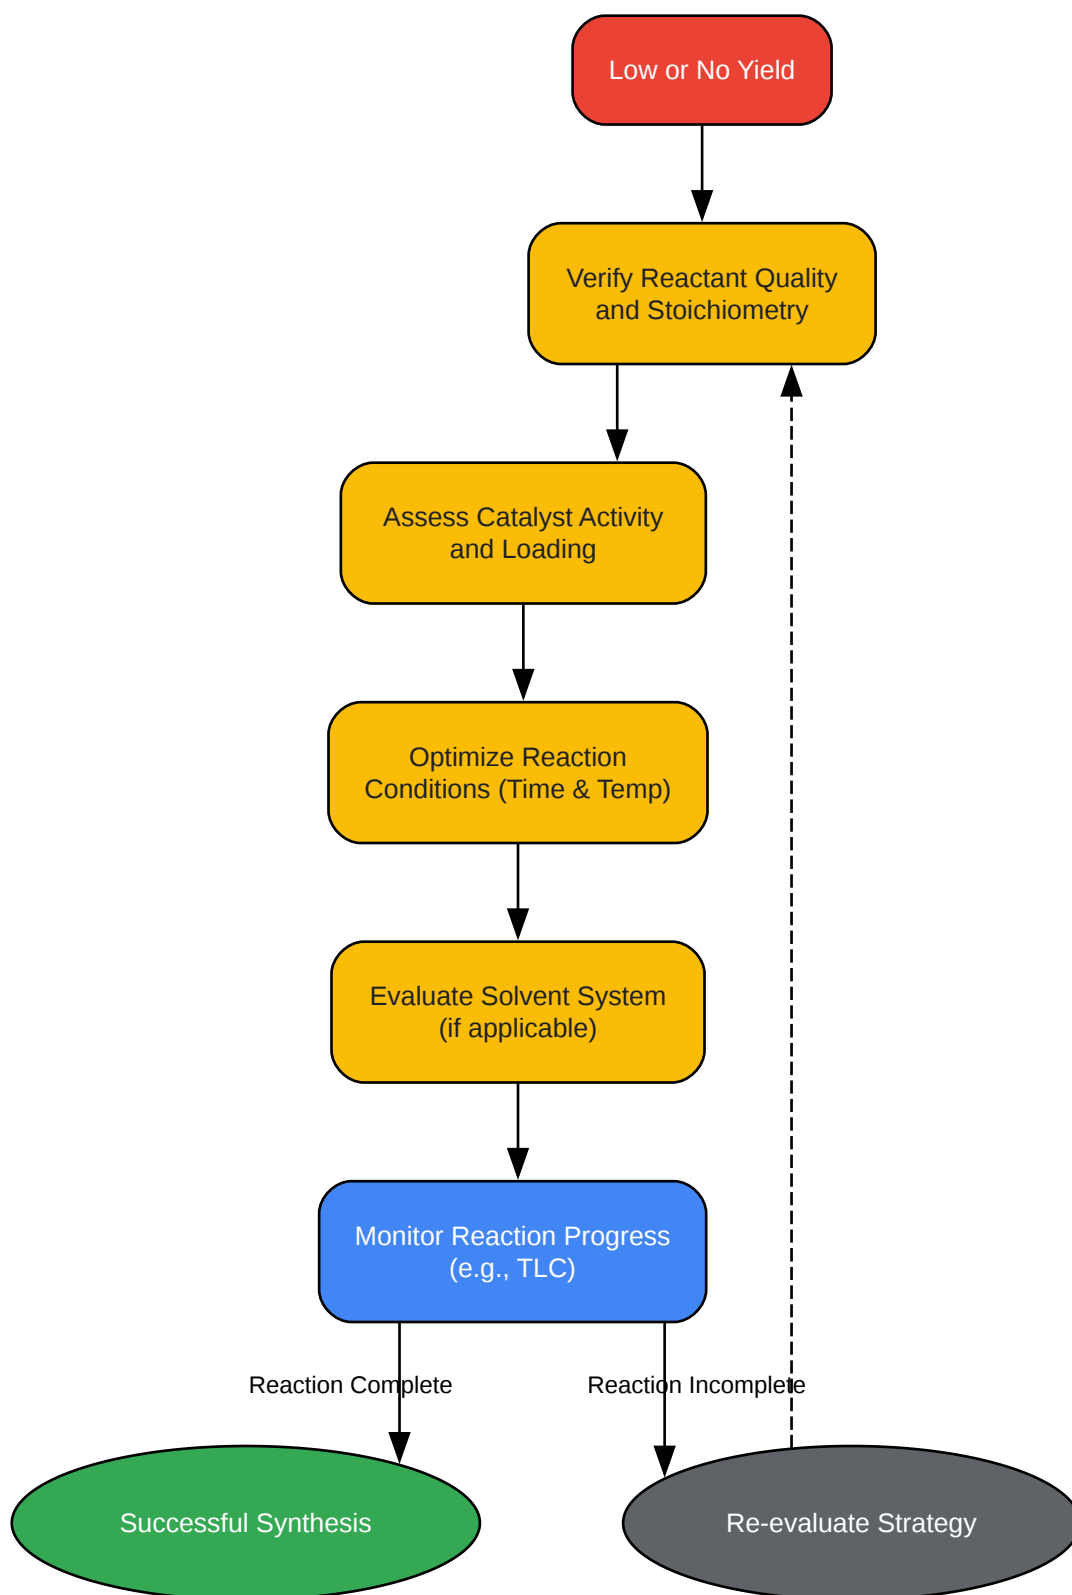 Low or No Yield
Verify Reactant Quality
and Stoichiometry
Assess Catalyst Activity
and Loading
Optimize Reaction
Conditions (Time & Temp)
Evaluate Solvent System
(if applicable)
Monitor Reaction Progress
(e.g., TLC)
Reaction Complete
Reaction Incomplete
Successful Synthesis
Re-evaluate Strategy